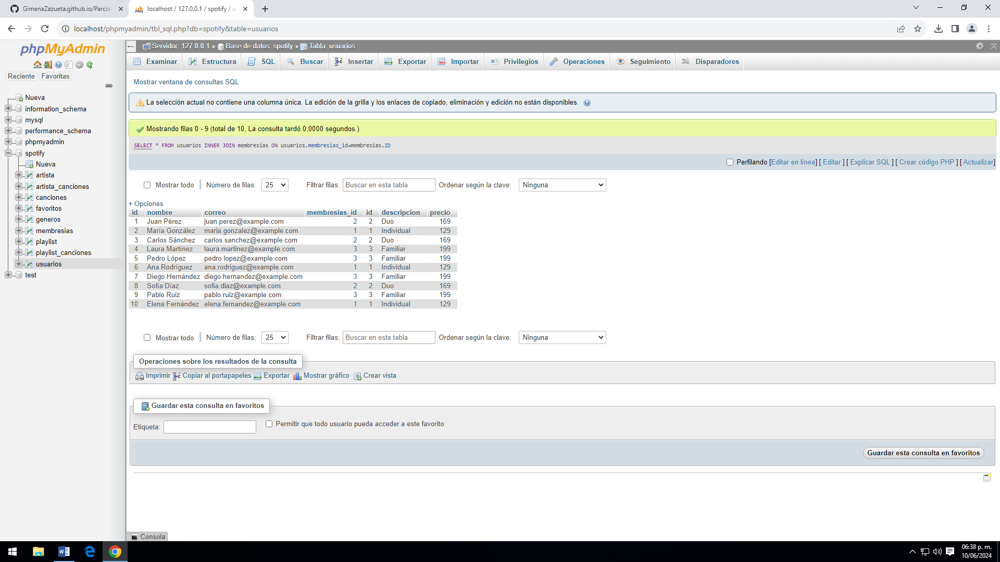 GimenaZazueta.github.io/Parcial
localhost / 127.0.0.1 / spotify / u
localhost/phpmyadmin/tbl_sql.php?db=spotify&table=usuarios
phpMyAdmin
Reciente Favoritas
Nueva
information_schema
mysql
performance_schema
phpmyadmin
spotify
Nueva
artista
artista_canciones
canciones
favoritos
generos
membresias
playlist
playlist_canciones
usuarios
test
Servidor: 127.0.0.1 » Base de datos: spotify » Tabla: usuarios
Examinar Estructura SQL Buscar Insertar Exportar Importar Privilegios Operaciones Seguimiento Disparadores
Mostrar ventana de consultas SQL
La selección actual no contiene una columna única. La edición de la grilla y los enlaces de copiado, eliminación y edición no están disponibles.
Mostrando filas 0 - 9 (total de 10, La consulta tardó 0,0000 segundos.)
SELECT * FROM usuarios INNER JOIN membresias ON usuarios.membresias_id=membresias.ID
Perfilando [Editar en línea] [ Editar ] [ Explicar SQL ] [ Crear código PHP ] [ Actualizar]
Mostrar todo | Número de filas: 25 Filtrar filas: Buscar en esta tabla Ordenar según la clave: Ninguna
+ Opciones
id nombre correo membresias_id id descripcion precio
1 Juan Pérez juan.perez@example.com 2 2 Duo 169
2 María González maria.gonzalez@example.com 1 1 Individual 129
3 Carlos Sánchez carlos.sanchez@example.com 2 2 Duo 169
4 Laura Martínez laura.martinez@example.com 3 3 Familiar 199
5 Pedro López pedro.lopez@example.com 3 3 Familiar 199
6 Ana Rodríguez ana.rodriguez@example.com 1 1 Individual 129
7 Diego Hernández diego.hernandez@example.com 3 3 Familiar 199
8 Sofía Díaz sofia.diaz@example.com 2 2 Duo 169
9 Pablo Ruiz pablo.ruiz@example.com 3 3 Familiar 199
10 Elena Fernández elena.fernandez@example.com 1 1 Individual 129
Mostrar todo | Número de filas: 25 Filtrar filas: Buscar en esta tabla Ordenar según la clave: Ninguna
Operaciones sobre los resultados de la consulta
Imprimir Copiar al portapapeles Exportar Mostrar gráfico Crear vista
Guardar esta consulta en favoritos
Etiqueta: Permitir que todo usuario pueda acceder a este favorito
Guardar esta consulta en favoritos
Consola
06:38 p. m.
10/06/2024